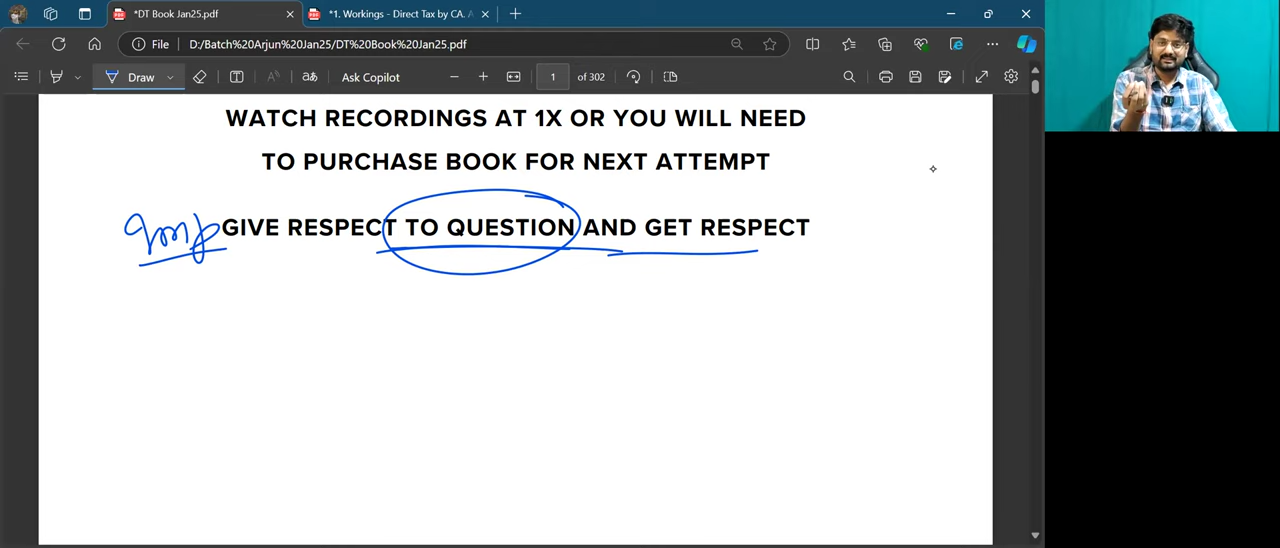 *DT Book Jan25.pdf
*1. Workings - Direct Tax by CA. A
File D:/Batch%20Arjun%20Jan25/DT%20Book%20Jan25.pdf
Draw
aあ
Ask Copilot
1 of 302
WATCH RECORDINGS AT 1X OR YOU WILL NEED
TO PURCHASE BOOK FOR NEXT ATTEMPT
Imp GIVE RESPECT TO QUESTION AND GET RESPECT